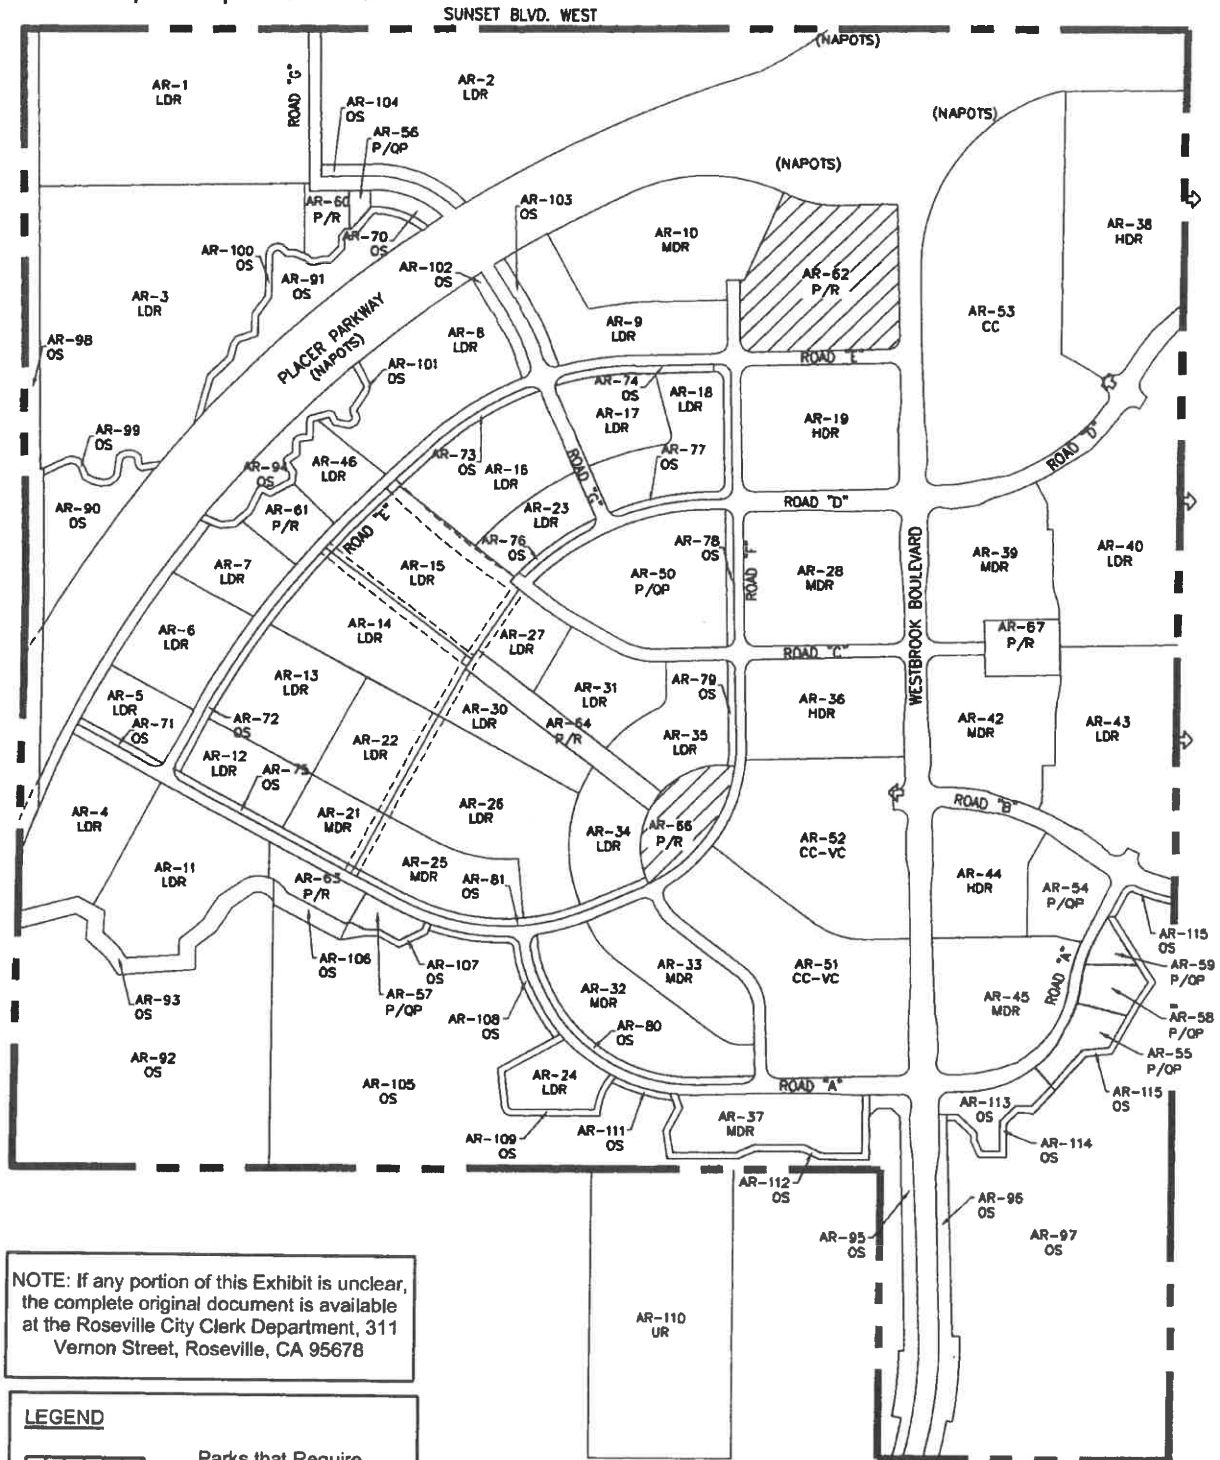 SUNSET BLVD. WEST
(NAPOTS)
AR-1
LDR
ROAD "G"
AR-2
LDR
AR-104
OS
AR-56
P/QP
(NAPOTS)
(NAPOTS)
AR-60
P/R
AR-70
OS
AR-103
OS
AR-38
HDR
AR-100
OS
AR-91
OS
AR-102
OS
AR-10
MDR
AR-62
P/R
AR-3
LDR
AR-53
CC
AR-98
OS
PLACER PARKWAY
(NAPOTS)
AR-8
LDR
AR-9
LDR
ROAD "E"
AR-101
OS
AR-74
OS
AR-18
LDR
AR-17
LDR
AR-19
HDR
AR-99
OS
AR-94
OS
AR-46
LDR
AR-73
OS
AR-16
LDR
ROAD "G"
AR-77
OS
ROAD "D"
AR-90
OS
AR-61
P/R
ROAD "E"
AR-23
LDR
ROAD "D"
AR-76
OS
AR-78
OS
ROAD "F"
AR-7
LDR
AR-15
LDR
AR-50
P/QP
AR-28
MDR
WESTBROOK BOULEVARD
AR-39
MDR
AR-40
LDR
AR-6
LDR
AR-14
LDR
AR-27
LDR
AR-67
P/R
ROAD "C"
AR-5
LDR
AR-13
LDR
AR-31
LDR
AR-79
OS
AR-36
HDR
AR-71
OS
AR-72
OS
AR-30
LDR
AR-64
P/R
AR-35
LDR
AR-42
MDR
AR-43
LDR
AR-12
LDR
AR-22
LDR
AR-75
OS
AR-4
LDR
AR-21
MDR
AR-26
LDR
AR-34
LDR
AR-66
P/R
AR-52
CC-VC
ROAD "B"
AR-11
LDR
AR-63
P/R
AR-25
MDR
AR-81
OS
AR-44
HDR
AR-54
P/QP
AR-115
OS
AR-93
OS
AR-106
OS
AR-107
OS
AR-57
P/QP
AR-33
MDR
AR-51
CC-VC
ROAD "A"
AR-59
P/QP
AR-32
MDR
AR-45
MDR
AR-58
P/QP
AR-108
OS
AR-80
OS
AR-55
P/QP
AR-92
OS
AR-105
OS
AR-24
LDR
ROAD "A"
AR-115
OS
AR-109
OS
AR-111
OS
AR-37
MDR
AR-113
OS
AR-114
OS
AR-112
OS
AR-96
OS
AR-95
OS
AR-97
OS
AR-110
UR
NOTE: If any portion of this Exhibit is unclear,
the complete original document is available
at the Roseville City Clerk Department, 311
Vernon Street, Roseville, CA 95678
LEGEND
Parks that Require